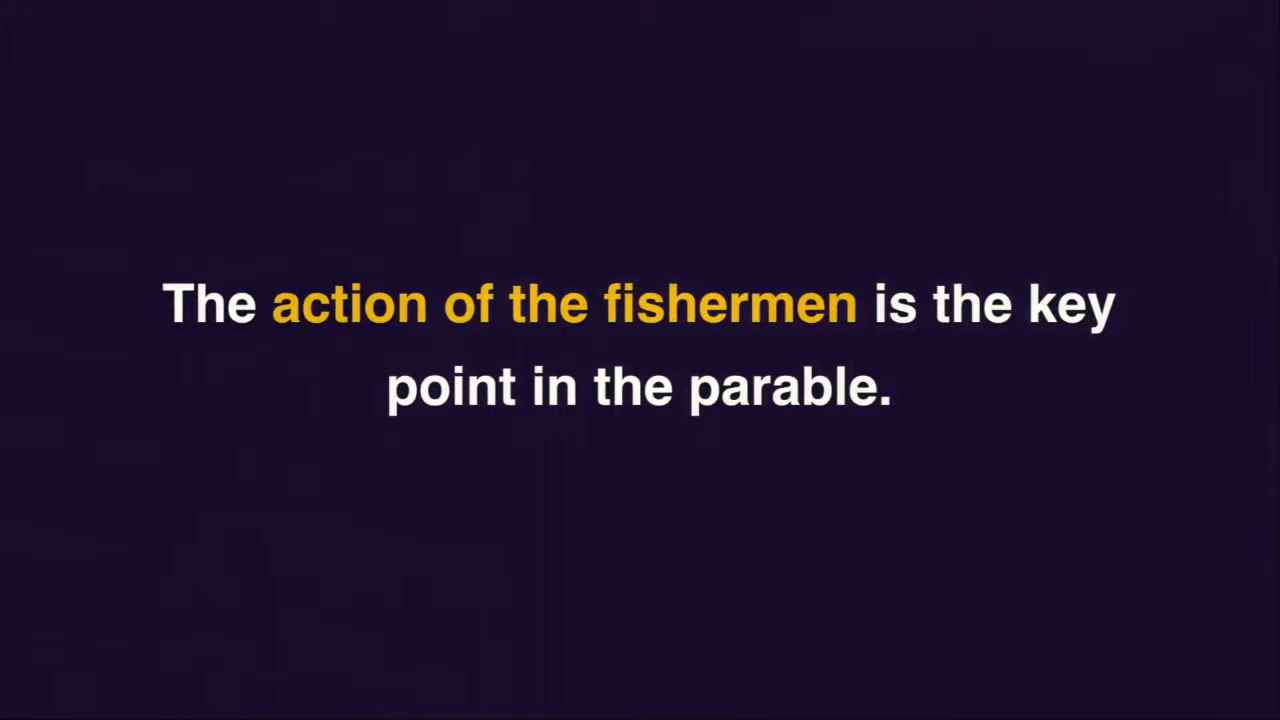 The action of the fishermen is the key
point in the parable.